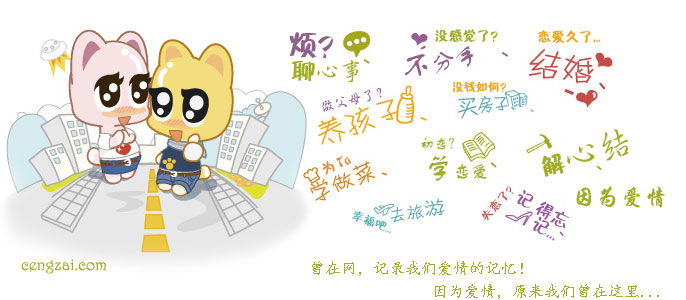 烦?
聊心事、
没感觉了?
不分手、
恋爱久了...
结婚、
做父母了?
养孩子、
没钱如何?
买房子、
初恋?
学恋爱、
解心结、
为Ta
学做菜、
幸福吧...去旅游
失恋了?
记得忘记...、
因为爱情
cengzai.com
曾在网，记录我们爱情的记忆！
因为爱情，原来我们曾在这里...